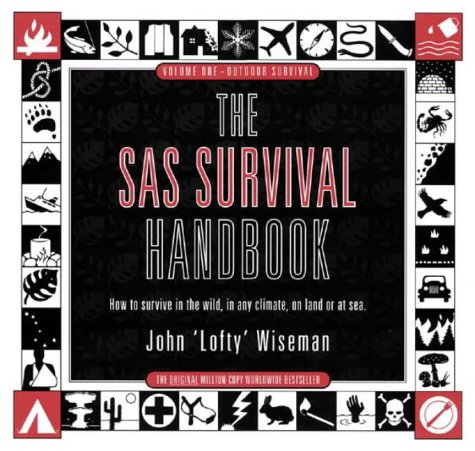 VOLUME ONE - OUTDOOR SURVIVAL
THE
SAS SURVIVAL
HANDBOOK
How to survive in the wild, in any climate, on land or at sea.
John 'Lofty' Wiseman
THE ORIGINAL MILLION-COPY WORLDWIDE BESTSELLER